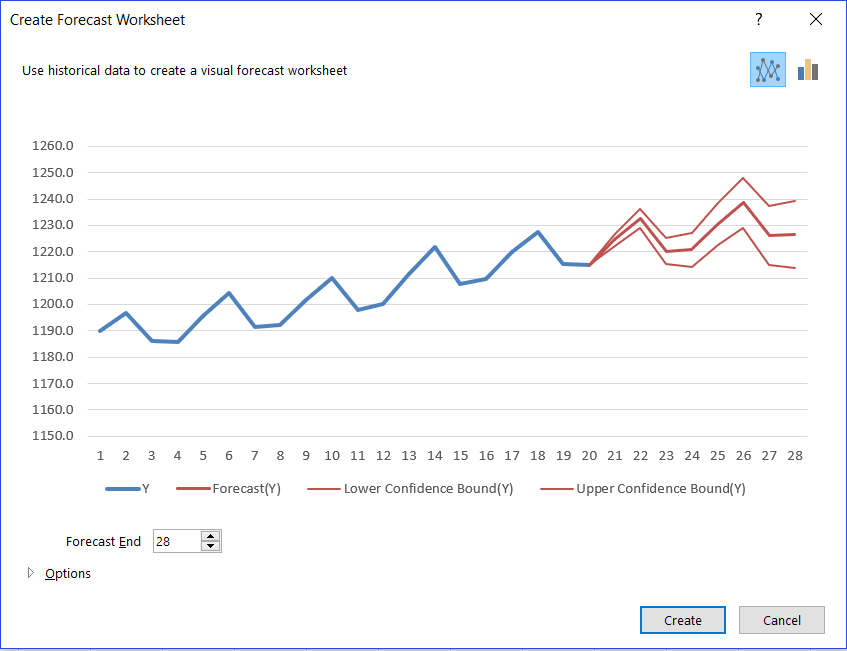 Create Forecast Worksheet ?
Use historical data to create a visual forecast worksheet
1260.0
1250.0
1240.0
1230.0
1220.0
1210.0
1200.0
1190.0
1180.0
1170.0
1160.0
1150.0
1 2 3 4 5 6 7 8 9 10 11 12 13 14 15 16 17 18 19 20 21 22 23 24 25 26 27 28
Y Forecast(Y) Lower Confidence Bound(Y) Upper Confidence Bound(Y)
Forecast End 28
Options
Create Cancel